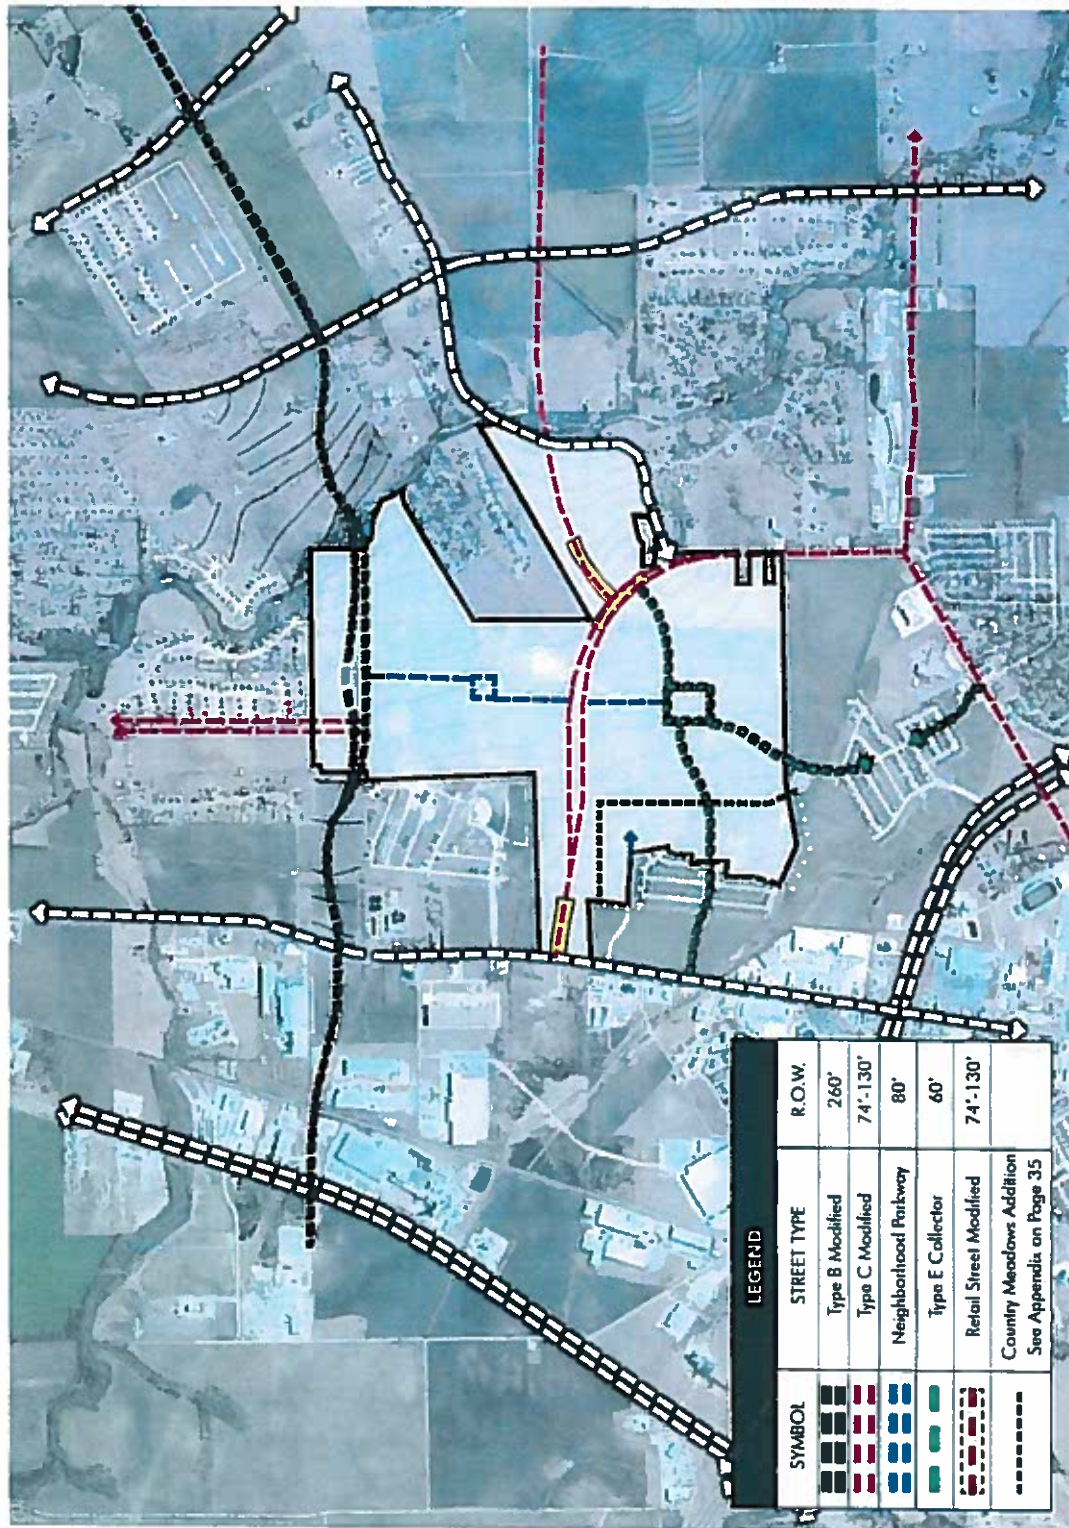 LEGEND
SYMBOL STREET TYPE R.O.W.
Type B Modified 260'
Type C Modified 74'-130'
Neighborhood Parkway 80'
Type E Collector 60'
Retail Street Modified 74'-130'
Country Meadows Addition
See Appendix on Page 35